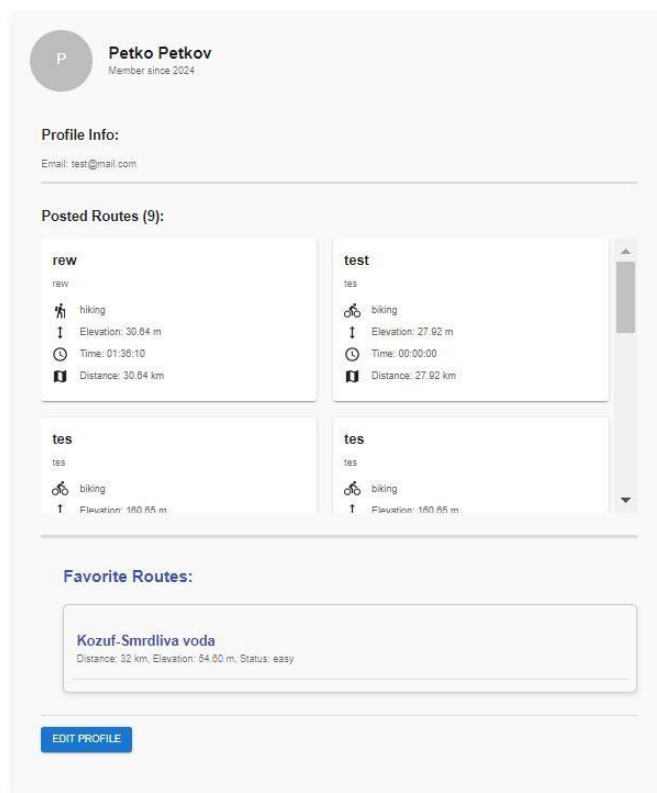 P
Petko Petkov
Member since 2024
Profile Info:
Email: test@mail.com
Posted Routes (9):
rew
rew
hiking
Elevation: 30.64 m
Time: 01:36:10
Distance: 30.64 km
test
tes
biking
Elevation: 27.92 m
Time: 00:00:00
Distance: 27.92 km
tes
tes
biking
Elevation: 160.65 m
tes
tes
biking
Elevation: 160.65 m
Favorite Routes:
Kozuf-Smrdliva voda
Distance: 32 km, Elevation: 54.60 m, Status: easy
EDIT PROFILE